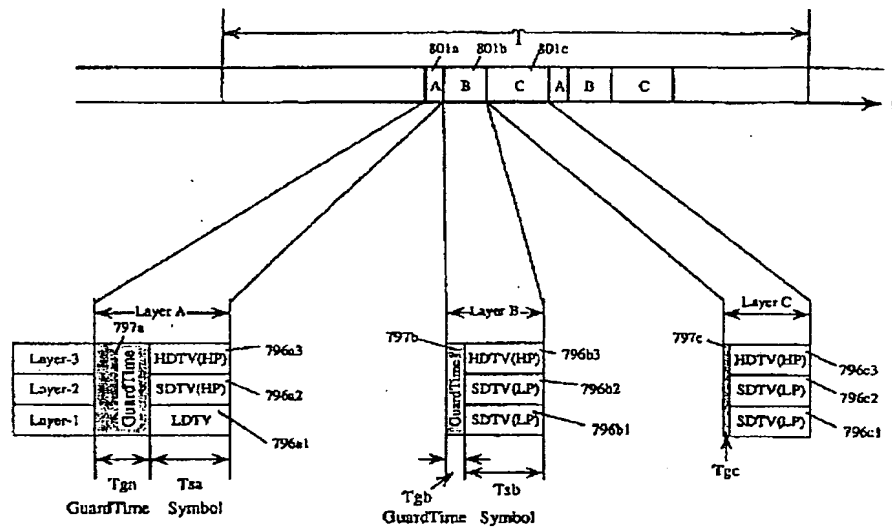 T
801a 801b 801c
A B C A B C
Layer A Layer B Layer C
797a 797b 797c
Layer-3 GuardTime HDTV(HP) 796a3 GuardTime HDTV(HP) 796b3 HDTV(HP) 796c3
Layer-2 SDTV(HP) 796a2 SDTV(LP) 796b2 SDTV(LP) 796c2
Layer-1 LDTV 796a1 SDTV(LP) 796b1 SDTV(LP) 796c1
Tga Tsa Tgb Tsb Tgc
GuardTime Symbol GuardTime Symbol